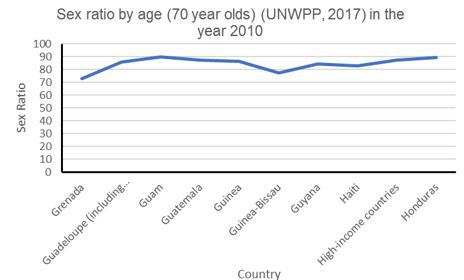 Sex ratio by age (70 year olds) (UNWPP, 2017) in the
year 2010
100
90
80
70
60
50
40
30
20
10
0
Sex Ratio
Grenada
Guadeloupe (including...
Guam
Guatemala
Guinea
Guinea-Bissau
Guyana
Haiti
High-income countries
Honduras
Country